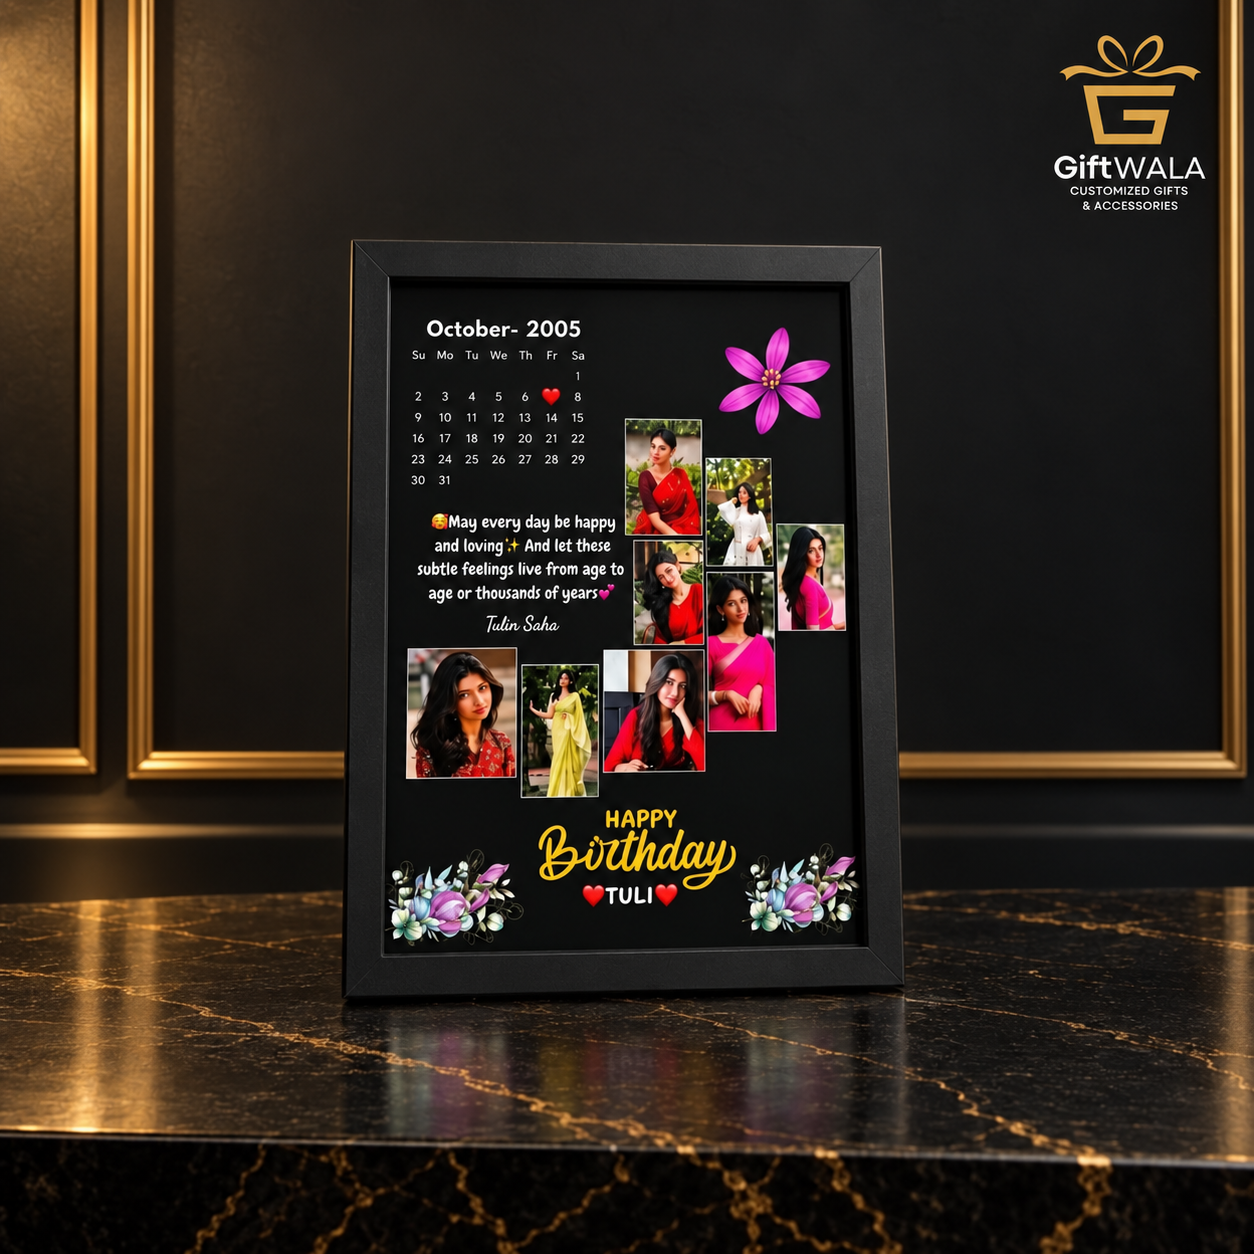 GiftWALA
CUSTOMIZED GIFTS
& ACCESSORIES
October- 2005
Su Mo Tu We Th Fr Sa
1
2 3 4 5 6 ❤️ 8
9 10 11 12 13 14 15
16 17 18 19 20 21 22
23 24 25 26 27 28 29
30 31
🥰May every day be happy
and loving✨ And let these
subtle feelings live from age to
age or thousands of years💕
Tulin Saha
HAPPY
Birthday
❤️TULI❤️